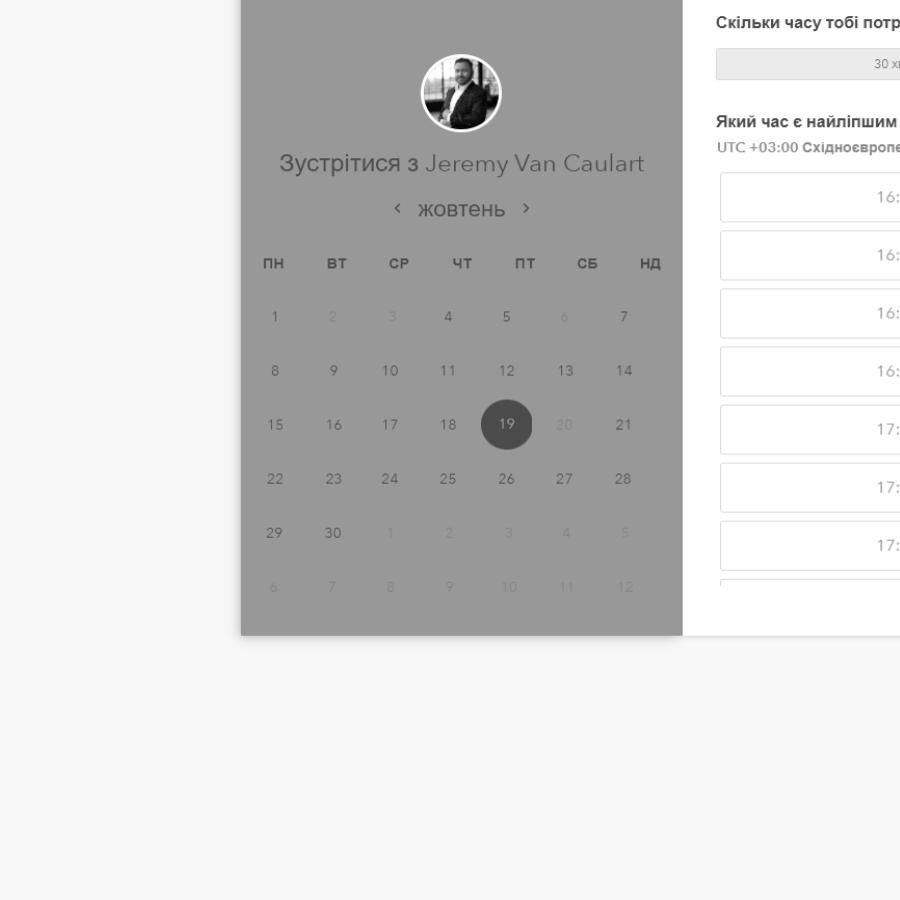 Зустрітися з Jeremy Van Caulart
жовтень
ПН ВТ СР ЧТ ПТ СБ НД
1 2 3 4 5 6 7
8 9 10 11 12 13 14
15 16 17 18 19 20 21
22 23 24 25 26 27 28
29 30 1 2 3 4 5
6 7 8 9 10 11 12
Скільки часу тобі
30
Який час є найліпшим
UTC +03:00
16:
16:
16:
16:
17:
17:
17: